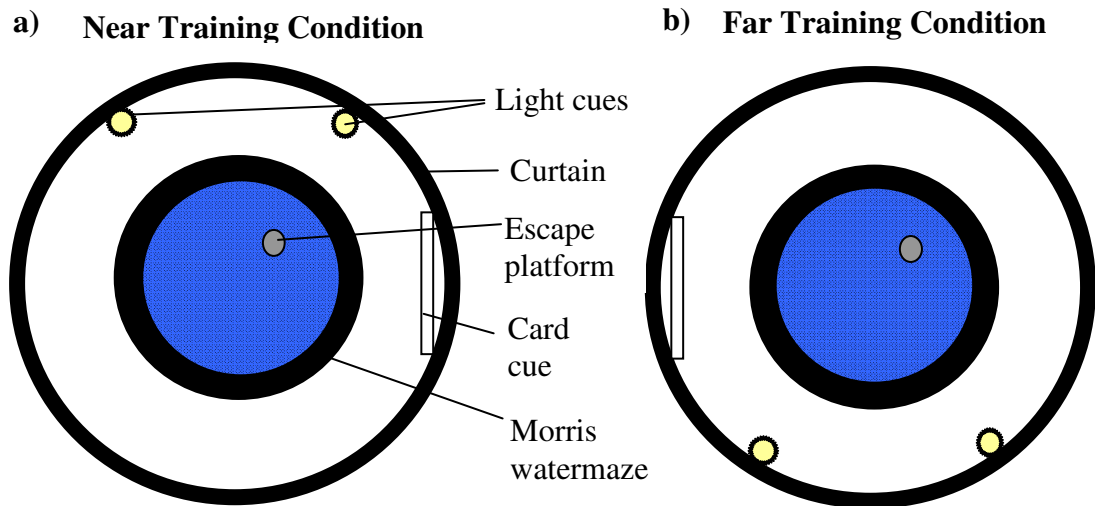 a) Near Training Condition
b) Far Training Condition
Light cues
Curtain
Escape
platform
Card
cue
Morris
watermaze